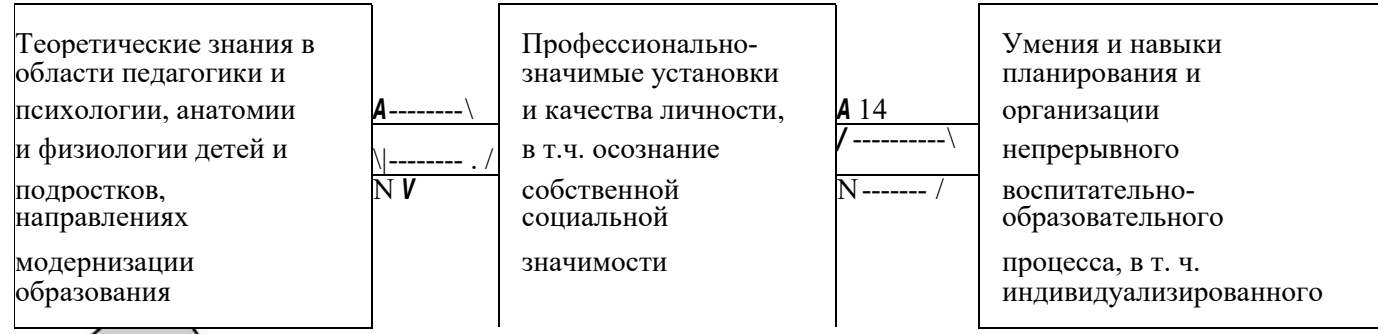 Теоретические знания в
области педагогики и
психологии, анатомии
и физиологии детей и
подростков,
направлениях
модернизации
образования
A--------\
\|-------- . /
N V
Профессионально-
значимые установки
и качества личности,
в т.ч. осознание
собственной
социальной
значимости
A 14
/ ----------\
N ------- /
Умения и навыки
планирования и
организации
непрерывного
воспитательно-
образовательного
процесса, в т. ч.
индивидуализированного